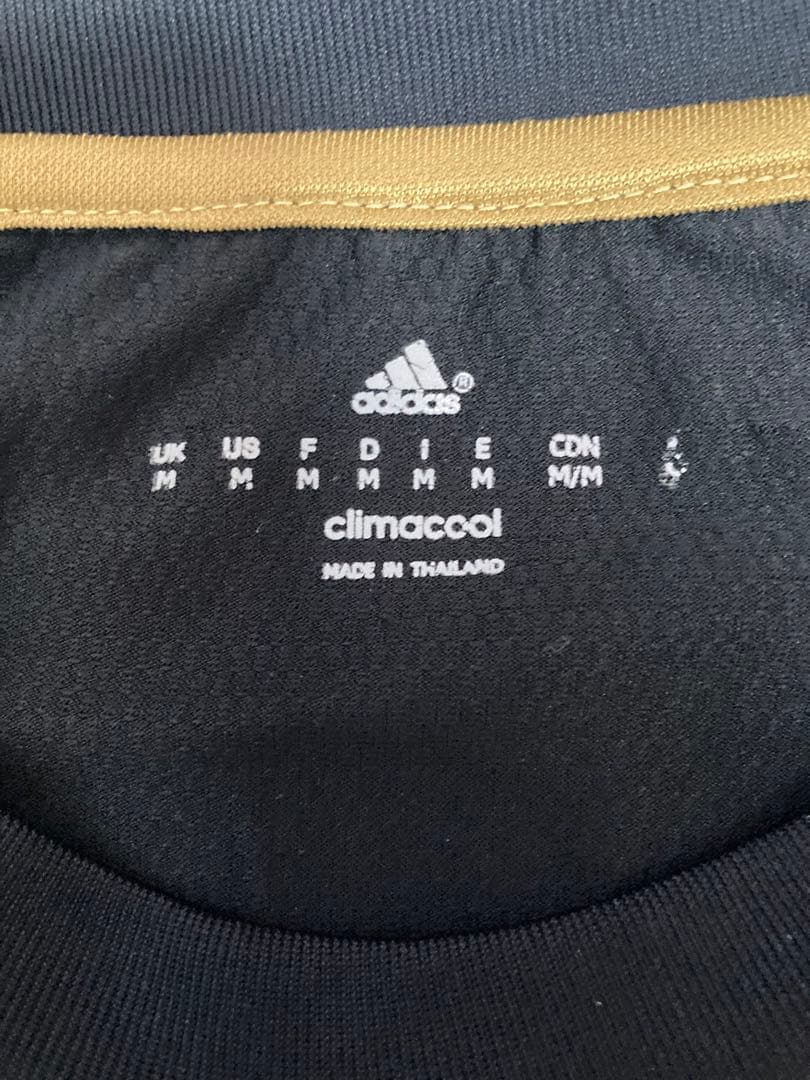 adidas®
UK US F D I E CDN
M M M M M M M/M
climacool
MADE IN THAILAND